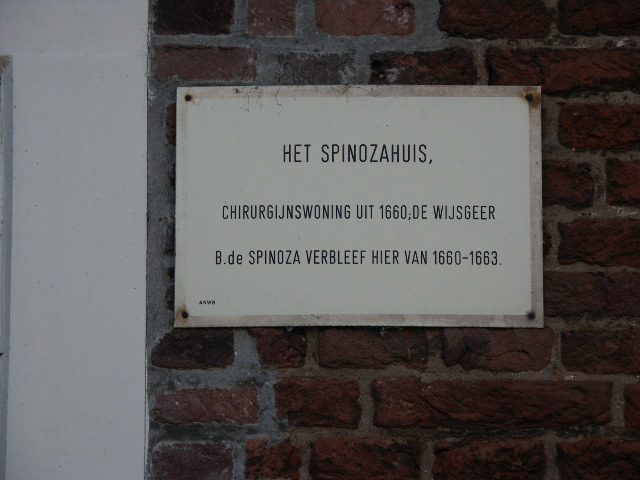 HET SPINOZAHUIS,
CHIRURGIJNSWONING UIT 1660;DE WIJSGEER
B.de SPINOZA VERBLEEF HIER VAN 1660-1663.
ANWB